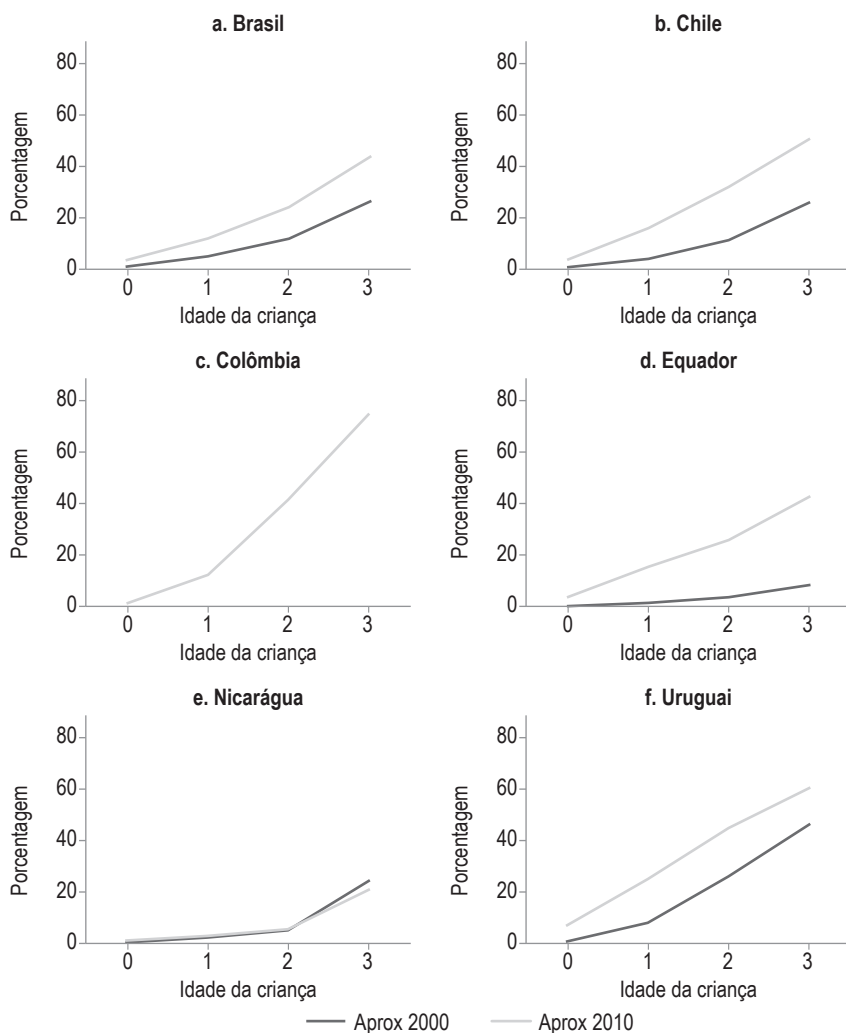 a. Brasil
Porcentagem
80
60
40
20
0
0 1 2 3
Idade da criança
b. Chile
Porcentagem
80
60
40
20
0
0 1 2 3
Idade da criança
c. Colômbia
Porcentagem
80
60
40
20
0
0 1 2 3
Idade da criança
d. Equador
Porcentagem
80
60
40
20
0
0 1 2 3
Idade da criança
e. Nicarágua
Porcentagem
80
60
40
20
0
0 1 2 3
Idade da criança
f. Uruguai
Porcentagem
80
60
40
20
0
0 1 2 3
Idade da criança
Aprox 2000 Aprox 2010